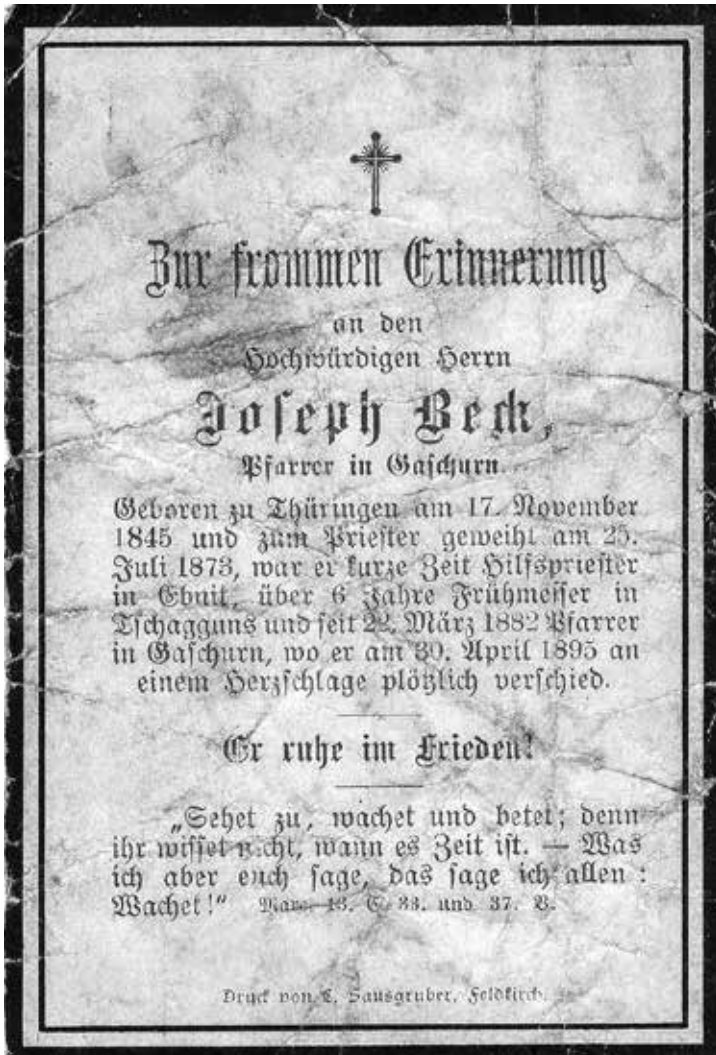 Zur frommen Erinnerung
an den
Hochwürdigen Herrn
Joseph Beck,
Pfarrer in Gaschurn.
Geboren zu Thüringen am 17. November
1845 und zum Priester geweiht am 25.
Juli 1873, war er kurze Zeit Hilfspriester
in Ebnit, über 6 Jahre Frühmesser in
Tschagguns und seit 22. März 1882 Pfarrer
in Gaschurn, wo er am 30. April 1895 an
einem Herzschlage plötzlich verschied.
Er ruhe im Frieden!
„Sehet zu, wachet und betet; denn
ihr wisset nicht, wann es Zeit ist. — Was
ich aber euch sage, das sage ich allen:
Wachet!“ Marc. 13. C. 33. und 37. V.
Druck von L. Sausgruber, Feldkirch.